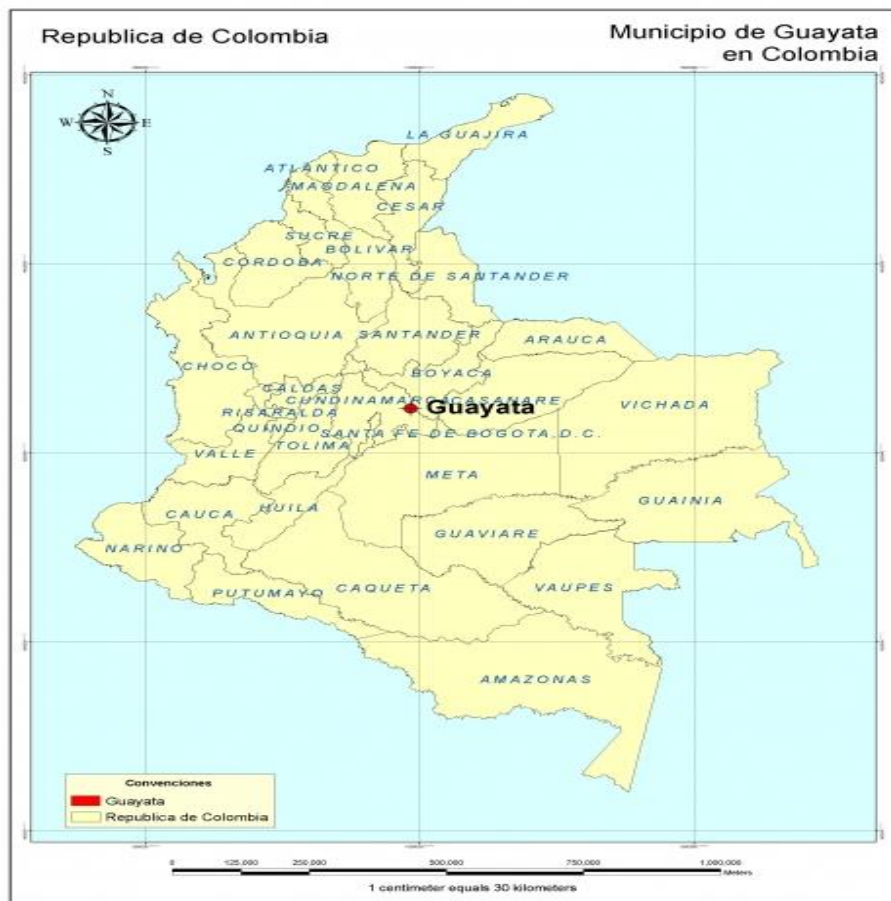 Republica de Colombia
Municipio de Guayata
en Colombia
N
W E
S
LA GUAJIRA
ATLANTICO
MAGDALENA
CESAR
SUCRE
BOLIVAR
CORDOBA
NORTE DE SANTANDER
ANTIOQUIA
SANTANDER
ARAUCA
CHOCO
BOYACA
CALDAS
CUNDINAMARCA
CASANARE
Guayata
VICHADA
RISARALDA
QUINDIO
SANTA FE DE BOGOTA, D.C.
TOLIMA
VALLE
META
GUAINIA
CAUCA
HUILA
GUAVIARE
NARINO
PUTUMAYO
CAQUETA
VAUPES
AMAZONAS
Convenciones
Guayata
Republica de Colombia
0 125,000 250,000 500,000 750,000 1,000,000
Meters
1 centimeter equals 30 kilometers